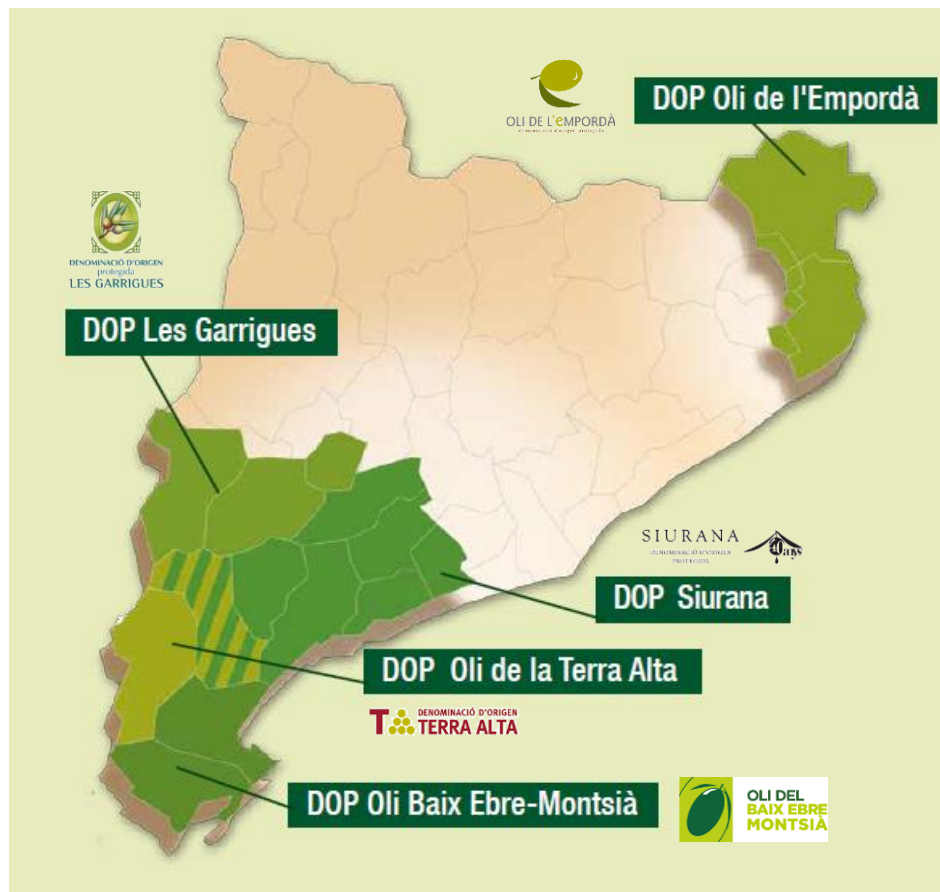 OLI DE L'EMPORDÀ
DOP Oli de l'Empordà
DENOMINACIÓ D'ORIGEN
protegida
LES GARRIGUES
DOP Les Garrigues
SIURANA
DENOMINACIÓ D'ORIGEN
PROTEGIDA
DOP Siurana
DOP Oli de la Terra Alta
DENOMINACIÓ D'ORIGEN
TERRA ALTA
DOP Oli Baix Ebre-Montsià
OLI DEL
BAIX EBRE
MONTSIÀ